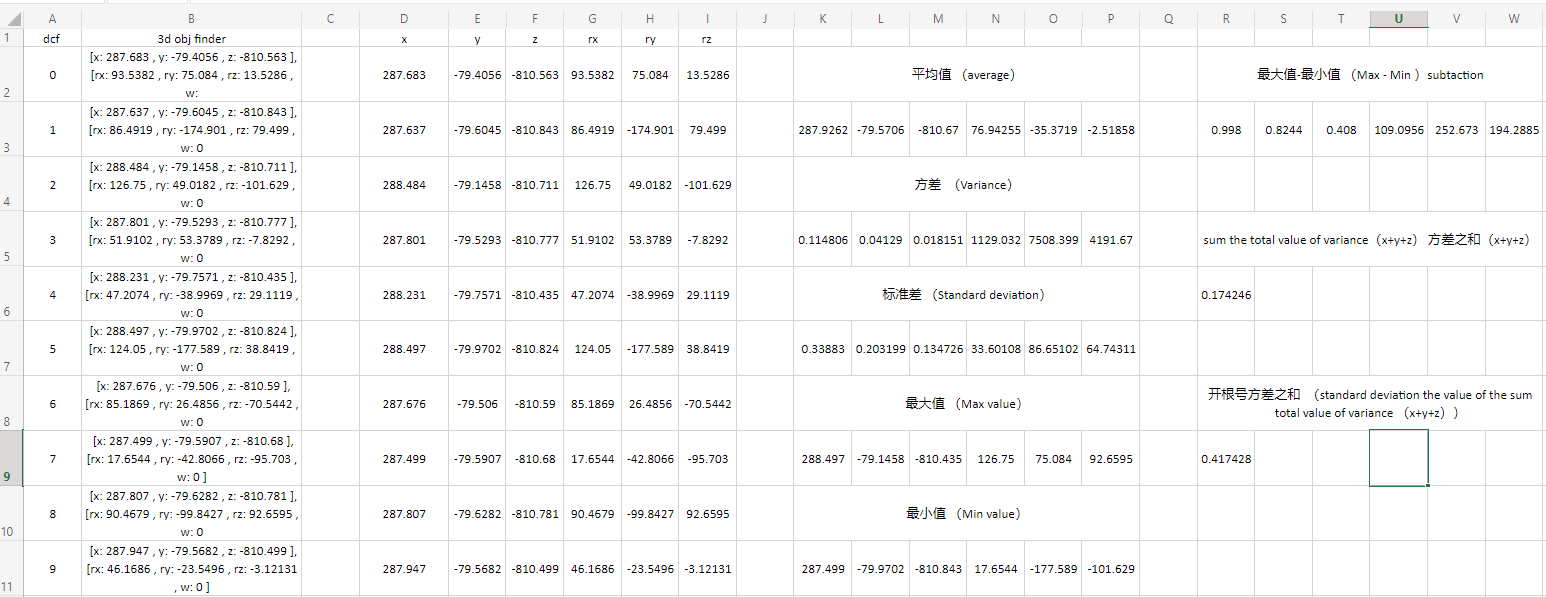 A B C D E F G H I J K L M N O P Q R S T U V W
1 dcf 3d obj finder x y z rx ry rz
2 0 [x: 287.683 , y: -79.4056 , z: -810.563 ],
[rx: 93.5382 , ry: 75.084 , rz: 13.5286 ,
w:
287.683 -79.4056 -810.563 93.5382 75.084 13.5286 平均值 （average） 最大值-最小值 （Max - Min ）subtaction
3 1 [x: 287.637 , y: -79.6045 , z: -810.843 ],
[rx: 86.4919 , ry: -174.901 , rz: 79.499 ,
w: 0
287.637 -79.6045 -810.843 86.4919 -174.901 79.499 287.9262 -79.5706 -810.67 76.94255 -35.3719 -2.51858 0.998 0.8244 0.408 109.0956 252.673 194.2885
4 2 [x: 288.484 , y: -79.1458 , z: -810.711 ],
[rx: 126.75 , ry: 49.0182 , rz: -101.629 ,
w: 0
288.484 -79.1458 -810.711 126.75 49.0182 -101.629 方差 （Variance）
5 3 [x: 287.801 , y: -79.5293 , z: -810.777 ],
[rx: 51.9102 , ry: 53.3789 , rz: -7.8292 ,
w: 0
287.801 -79.5293 -810.777 51.9102 53.3789 -7.8292 0.114806 0.04129 0.018151 1129.032 7508.399 4191.67 sum the total value of variance（x+y+z） 方差之和（x+y+z）
6 4 [x: 288.231 , y: -79.7571 , z: -810.435 ],
[rx: 47.2074 , ry: -38.9969 , rz: 29.1119 ,
w: 0
288.231 -79.7571 -810.435 47.2074 -38.9969 29.1119 标准差 （Standard deviation） 0.174246
7 5 [x: 288.497 , y: -79.9702 , z: -810.824 ],
[rx: 124.05 , ry: -177.589 , rz: 38.8419 ,
w: 0
288.497 -79.9702 -810.824 124.05 -177.589 38.8419 0.33883 0.203199 0.134726 33.60108 86.65102 64.74311
8 6 [x: 287.676 , y: -79.506 , z: -810.59 ],
[rx: 85.1869 , ry: 26.4856 , rz: -70.5442 ,
w: 0
287.676 -79.506 -810.59 85.1869 26.4856 -70.5442 最大值 （Max value） 开根号方差之和 （standard deviation the value of the sum
total value of variance （x+y+z））
9 7 [x: 287.499 , y: -79.5907 , z: -810.68 ],
[rx: 17.6544 , ry: -42.8066 , rz: -95.703 ,
w: 0 ]
287.499 -79.5907 -810.68 17.6544 -42.8066 -95.703 288.497 -79.1458 -810.435 126.75 75.084 92.6595 0.417428
10 8 [x: 287.807 , y: -79.6282 , z: -810.781 ],
[rx: 90.4679 , ry: -99.8427 , rz: 92.6595 ,
w: 0
287.807 -79.6282 -810.781 90.4679 -99.8427 92.6595 最小值 （Min value）
11 9 [x: 287.947 , y: -79.5682 , z: -810.499 ],
[rx: 46.1686 , ry: -23.5496 , rz: -3.12131
, w: 0 ]
287.947 -79.5682 -810.499 46.1686 -23.5496 -3.12131 287.499 -79.9702 -810.843 17.6544 -177.589 -101.629